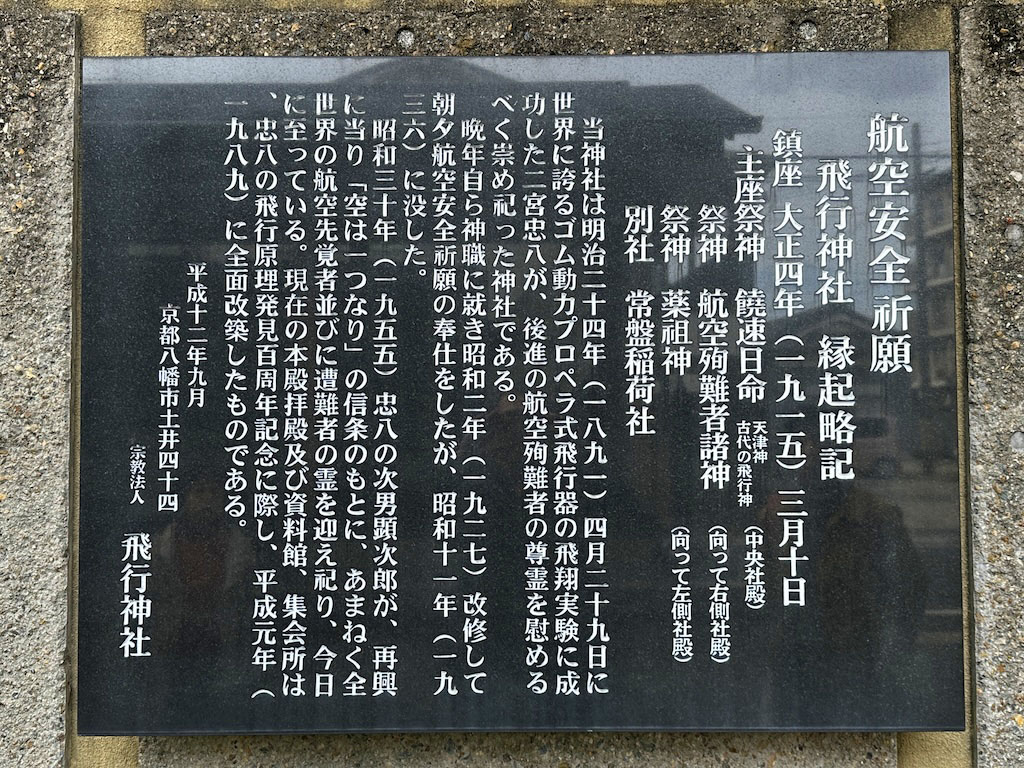 航空安全祈願
飛行神社　縁起略記
鎮座　大正四年（一九一五）三月十日
主座祭神　饒速日命　天津神　古代の飛行神　（中央社殿）
祭神　航空殉難者諸神　（向って右側社殿）
祭神　薬祖神　（向って左側社殿）
別社　常盤稲荷社
当神社は明治二十四年（一八九一）四月二十九日に
世界に誇るゴム動力プロペラ式飛行器の飛翔実験に成
功した二宮忠八が、後進の航空殉難者の尊霊を慰める
べく崇め祀った神社である。
晩年自ら神職に就き昭和二年（一九二七）改修して
朝夕航空安全祈願の奉仕をしたが、昭和十一年（一九
三六）に没した。
昭和三十年（一九五五）忠八の次男顕次郎が、再興
に当り「空は一つなり」の信条のもとに、あまねく全
世界の航空先覚者並びに遭難者の霊を迎え祀り、今日
に至っている。現在の本殿拝殿及び資料館、集会所は
、忠八の飛行原理発見百周年記念に際し、平成元年（
一九八九）に全面改築したものである。
平成十二年九月
京都八幡市土井四十四
宗教法人　飛行神社